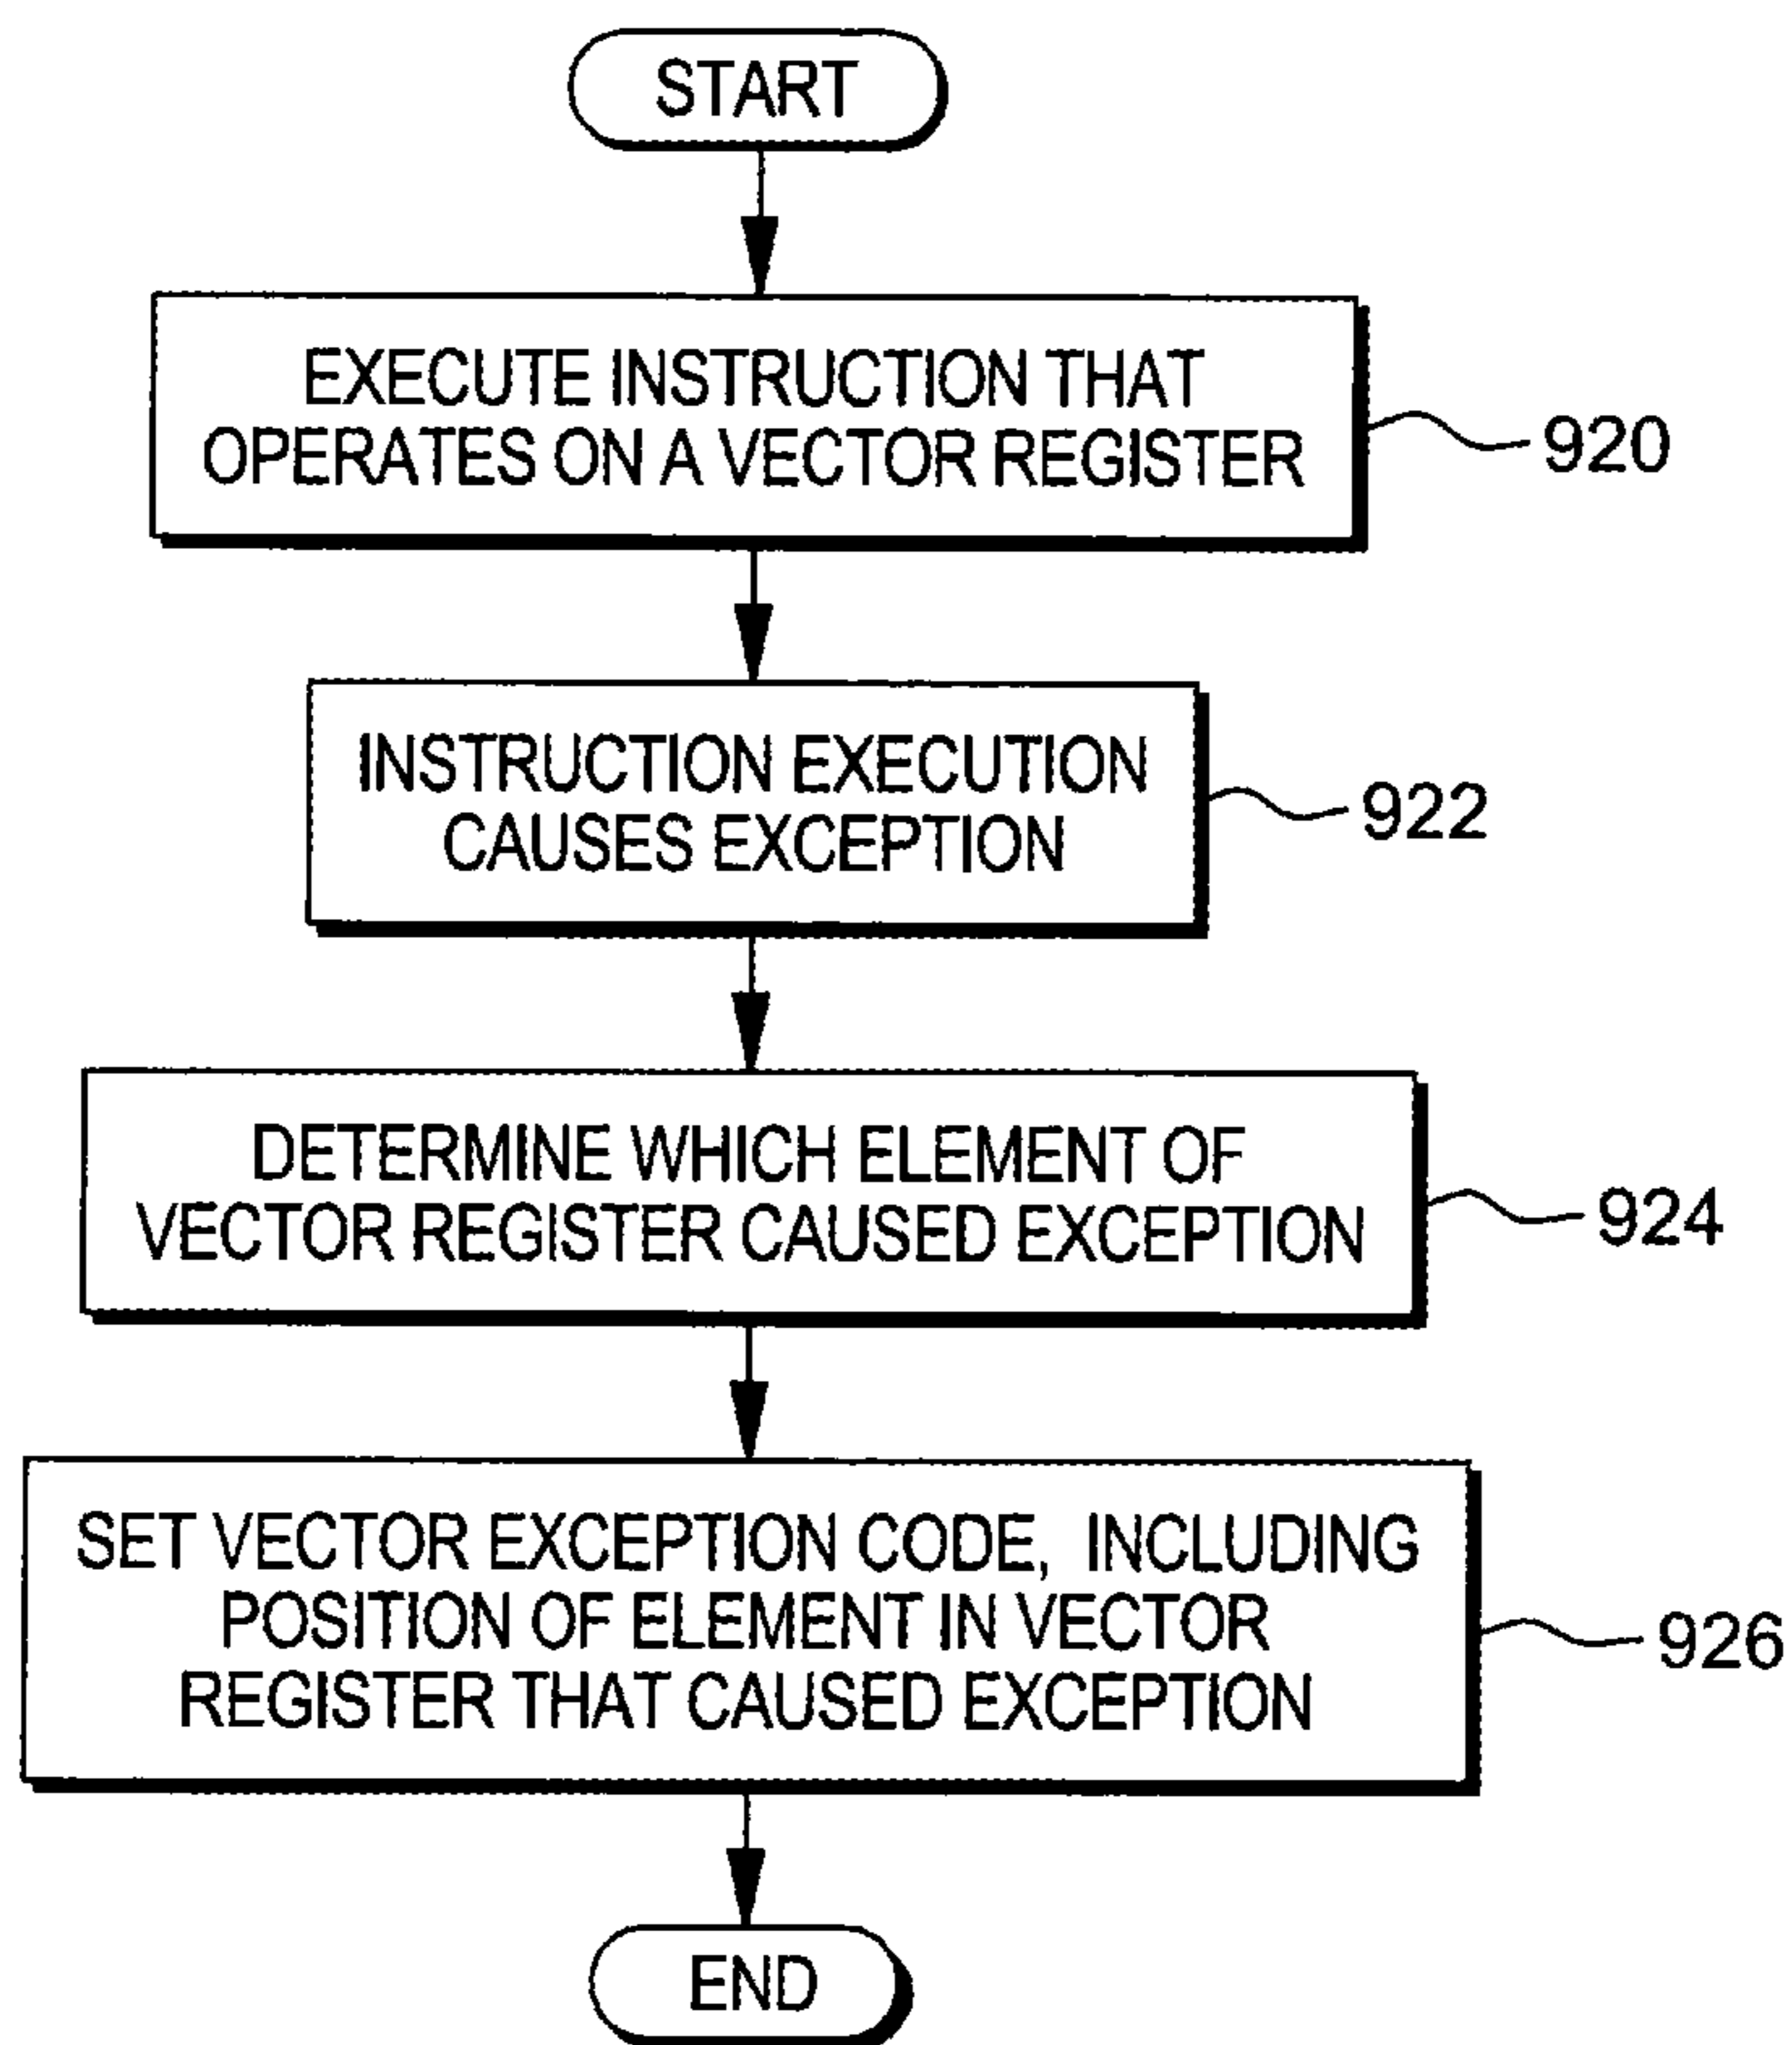 START
EXECUTE INSTRUCTION THAT
OPERATES ON A VECTOR REGISTER
920
INSTRUCTION EXECUTION
CAUSES EXCEPTION
922
DETERMINE WHICH ELEMENT OF
VECTOR REGISTER CAUSED EXCEPTION
924
SET VECTOR EXCEPTION CODE, INCLUDING
POSITION OF ELEMENT IN VECTOR
REGISTER THAT CAUSED EXCEPTION
926
END